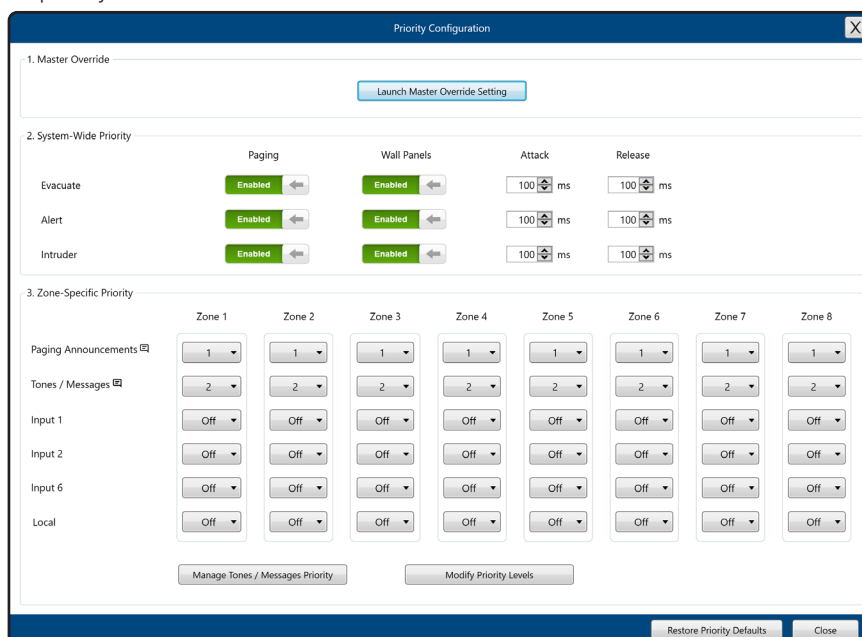 Priority Configuration X
1. Master Override
Launch Master Override Setting
2. System-Wide Priority
Paging Wall Panels Attack Release
Evacuate Enabled Enabled 100 ms 100 ms
Alert Enabled Enabled 100 ms 100 ms
Intruder Enabled Enabled 100 ms 100 ms
3. Zone-Specific Priority
Zone 1 Zone 2 Zone 3 Zone 4 Zone 5 Zone 6 Zone 7 Zone 8
Paging Announcements 1 1 1 1 1 1 1 1
Tones / Messages 2 2 2 2 2 2 2 2
Input 1 Off Off Off Off Off Off Off Off
Input 2 Off Off Off Off Off Off Off Off
Input 6 Off Off Off Off Off Off Off Off
Local Off Off Off Off Off Off Off Off
Manage Tones / Messages Priority Modify Priority Levels
Restore Priority Defaults Close